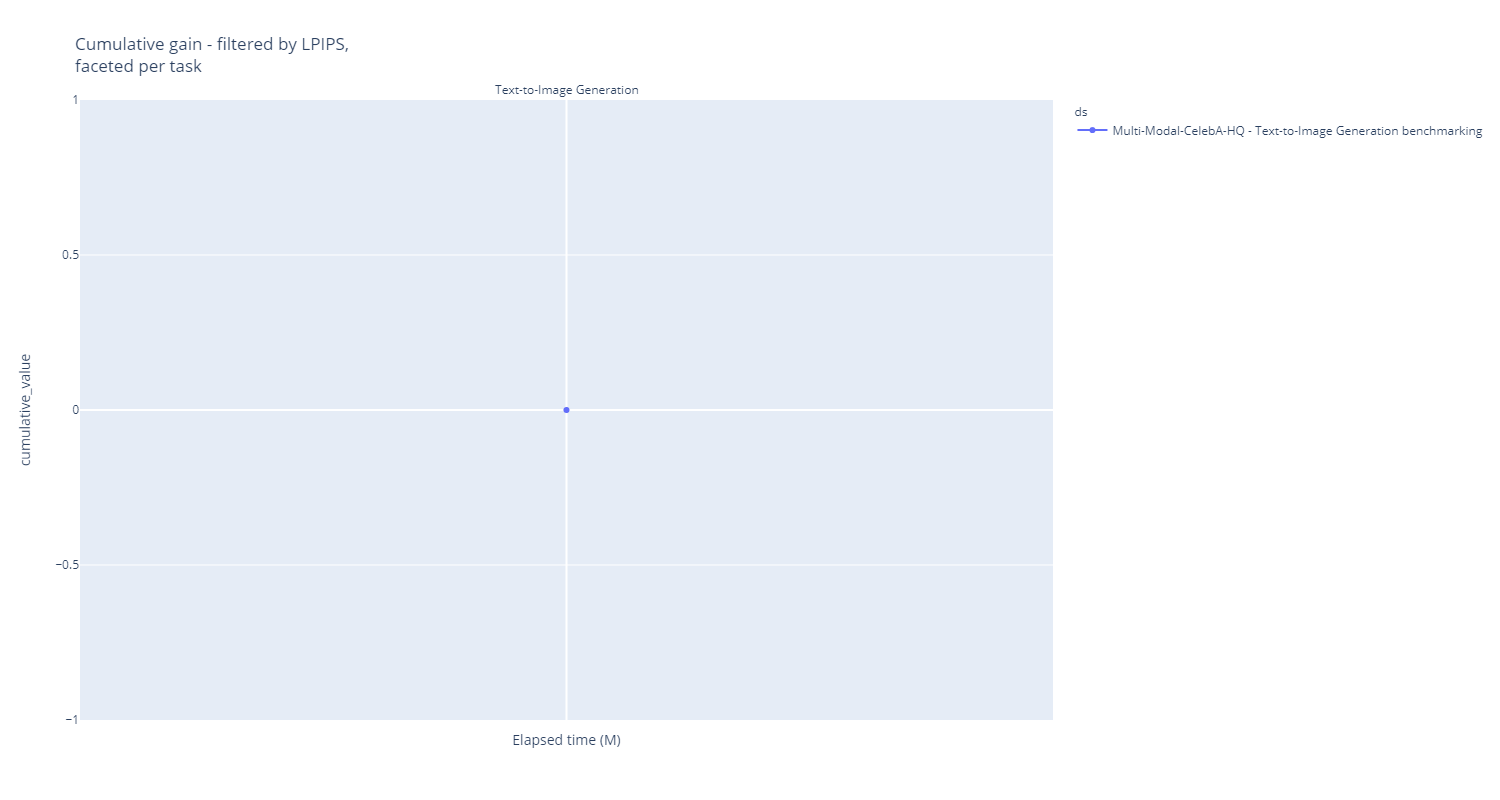 Cumulative gain - filtered by LPIPS,
faceted per task
Text-to-Image Generation
1
0.5
0
−0.5
−1
cumulative_value
Elapsed time (M)
ds
Multi-Modal-CelebA-HQ - Text-to-Image Generation benchmarking